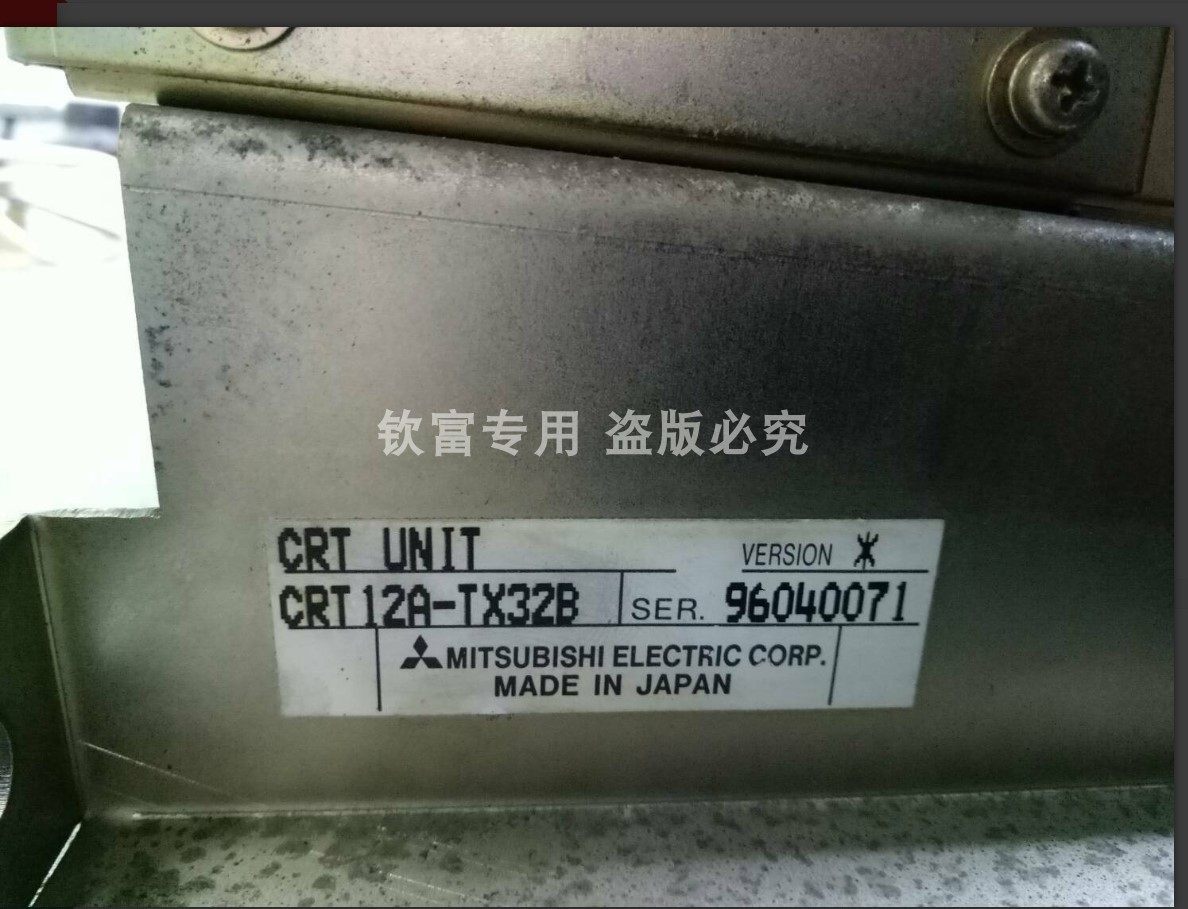 钦富专用 盗版必究
CRT UNIT VERSION
CRT12A-TX32B SER. 96040071
MITSUBISHI ELECTRIC CORP.
MADE IN JAPAN